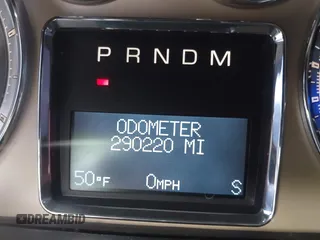 P R N D M
ODOMETER
290220 MI
50°F 0MPH S
DREAMBID